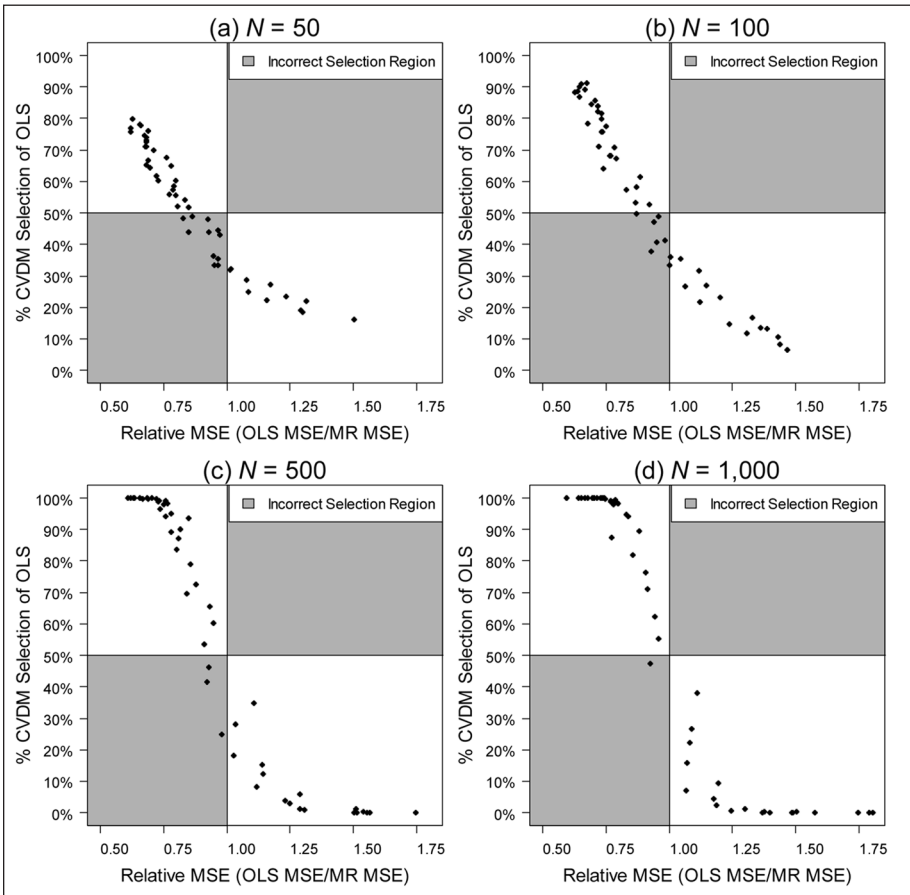 (a) N = 50
Incorrect Selection Region
% CVDM Selection of OLS
100%
90%
80%
70%
60%
50%
40%
30%
20%
10%
0%
0.50 0.75 1.00 1.25 1.50 1.75
Relative MSE (OLS MSE/MR MSE)
(b) N = 100
Incorrect Selection Region
% CVDM Selection of OLS
100%
90%
80%
70%
60%
50%
40%
30%
20%
10%
0%
0.50 0.75 1.00 1.25 1.50 1.75
Relative MSE (OLS MSE/MR MSE)
(c) N = 500
Incorrect Selection Region
% CVDM Selection of OLS
100%
90%
80%
70%
60%
50%
40%
30%
20%
10%
0%
0.50 0.75 1.00 1.25 1.50 1.75
Relative MSE (OLS MSE/MR MSE)
(d) N = 1,000
Incorrect Selection Region
% CVDM Selection of OLS
100%
90%
80%
70%
60%
50%
40%
30%
20%
10%
0%
0.50 0.75 1.00 1.25 1.50 1.75
Relative MSE (OLS MSE/MR MSE)